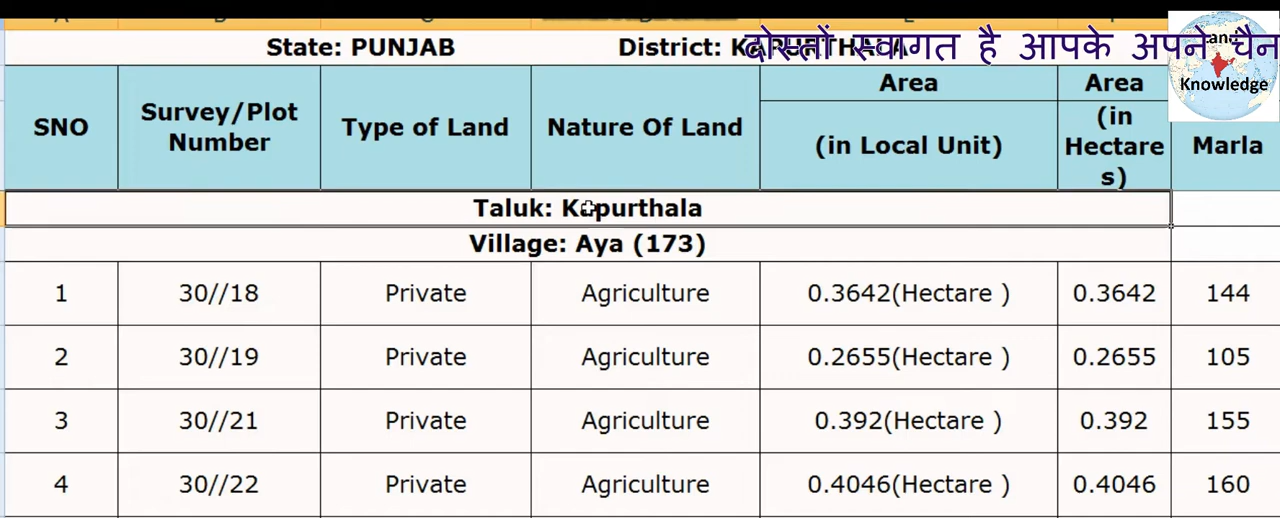 State: PUNJAB District: KAPURTHALA
दोस्तों स्वागत है आपके अपने चैन
Land
Knowledge
SNO Survey/Plot Number Type of Land Nature Of Land Area (in Local Unit) Area (in Hectares) Marla
Taluk: Kapurthala
Village: Aya (173)
1 30//18 Private Agriculture 0.3642(Hectare ) 0.3642 144
2 30//19 Private Agriculture 0.2655(Hectare ) 0.2655 105
3 30//21 Private Agriculture 0.392(Hectare ) 0.392 155
4 30//22 Private Agriculture 0.4046(Hectare ) 0.4046 160